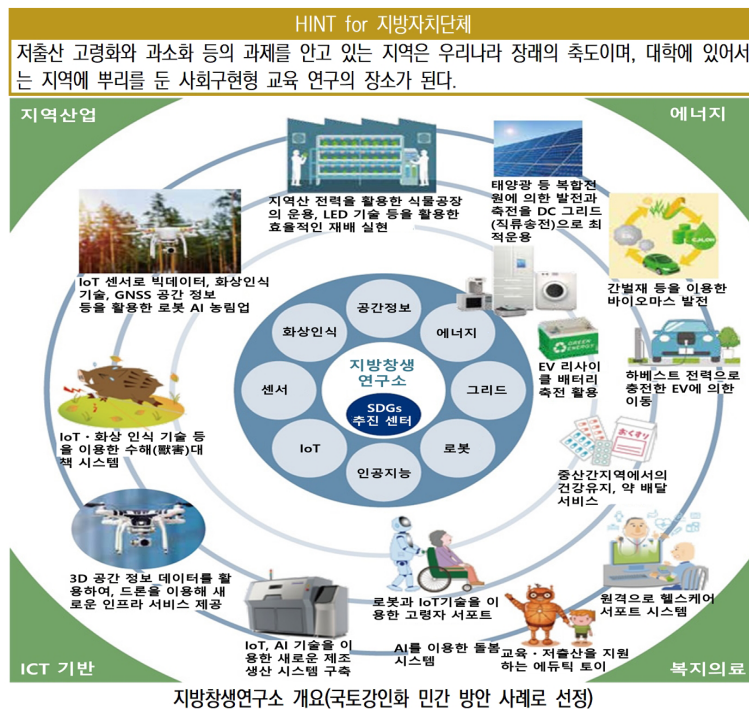 HINT for 지방자치단체
저출산 고령화와 과소화 등의 과제를 안고 있는 지역은 우리나라 장래의 축도이며, 대학에 있어서
는 지역에 뿌리를 둔 사회구현형 교육 연구의 장소가 된다.
지역산업
에너지
지역산 전력을 활용한 식물공장
의 운용, LED 기술 등을 활용한
효율적인 재배 실현
태양광 등 복합전
원에 의한 발전과
축전을 DC 그리드
(직류송전)으로 최
적운용
IoT 센서로 빅데이터, 화상인식
기술, GNSS 공간 정보
등을 활용한 로봇 AI 농림업
간벌재 등을 이용한
바이오마스 발전
GREEN
ENERGY
EV 리사이
클 배터리
축전 활용
하베스트 전력으로
충전한 EV에 의한
이동
공간정보
화상인식
에너지
센서
그리드
IoT
로봇
인공지능
지방창생
연구소
SDGs
추진 센터
IoT・화상 인식 기술 등
을 이용한 수해(獸害)대
책 시스템
おくすり
중산간지역에서의
건강유지, 약 배달
서비스
3D 공간 정보 데이터를 활
용하여, 드론을 이용해 새
로운 인프라 서비스 제공
로봇과 IoT기술을 이
용한 고령자 서포트
원격으로 헬스케어
서포트 시스템
IoT, AI 기술을 이
용한 새로운 제조
생산 시스템 구축
AI를 이용한 돌봄
시스템
교육・저출산을 지원
하는 에듀틱 토이
ICT 기반
복지의료
지방창생연구소 개요(국토강인화 민간 방안 사례로 선정)